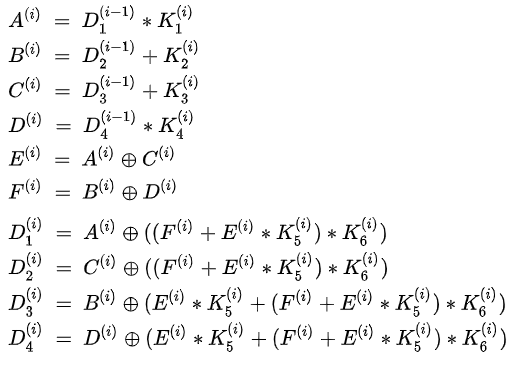 A^{(i)} = D_1^{(i-1)} * K_1^{(i)}
B^{(i)} = D_2^{(i-1)} + K_2^{(i)}
C^{(i)} = D_3^{(i-1)} + K_3^{(i)}
D^{(i)} = D_4^{(i-1)} * K_4^{(i)}
E^{(i)} = A^{(i)} ⊕ C^{(i)}
F^{(i)} = B^{(i)} ⊕ D^{(i)}
D_1^{(i)} = A^{(i)} ⊕ ((F^{(i)} + E^{(i)} * K_5^{(i)}) * K_6^{(i)})
D_2^{(i)} = C^{(i)} ⊕ ((F^{(i)} + E^{(i)} * K_5^{(i)}) * K_6^{(i)})
D_3^{(i)} = B^{(i)} ⊕ (E^{(i)} * K_5^{(i)} + (F^{(i)} + E^{(i)} * K_5^{(i)}) * K_6^{(i)})
D_4^{(i)} = D^{(i)} ⊕ (E^{(i)} * K_5^{(i)} + (F^{(i)} + E^{(i)} * K_5^{(i)}) * K_6^{(i)})